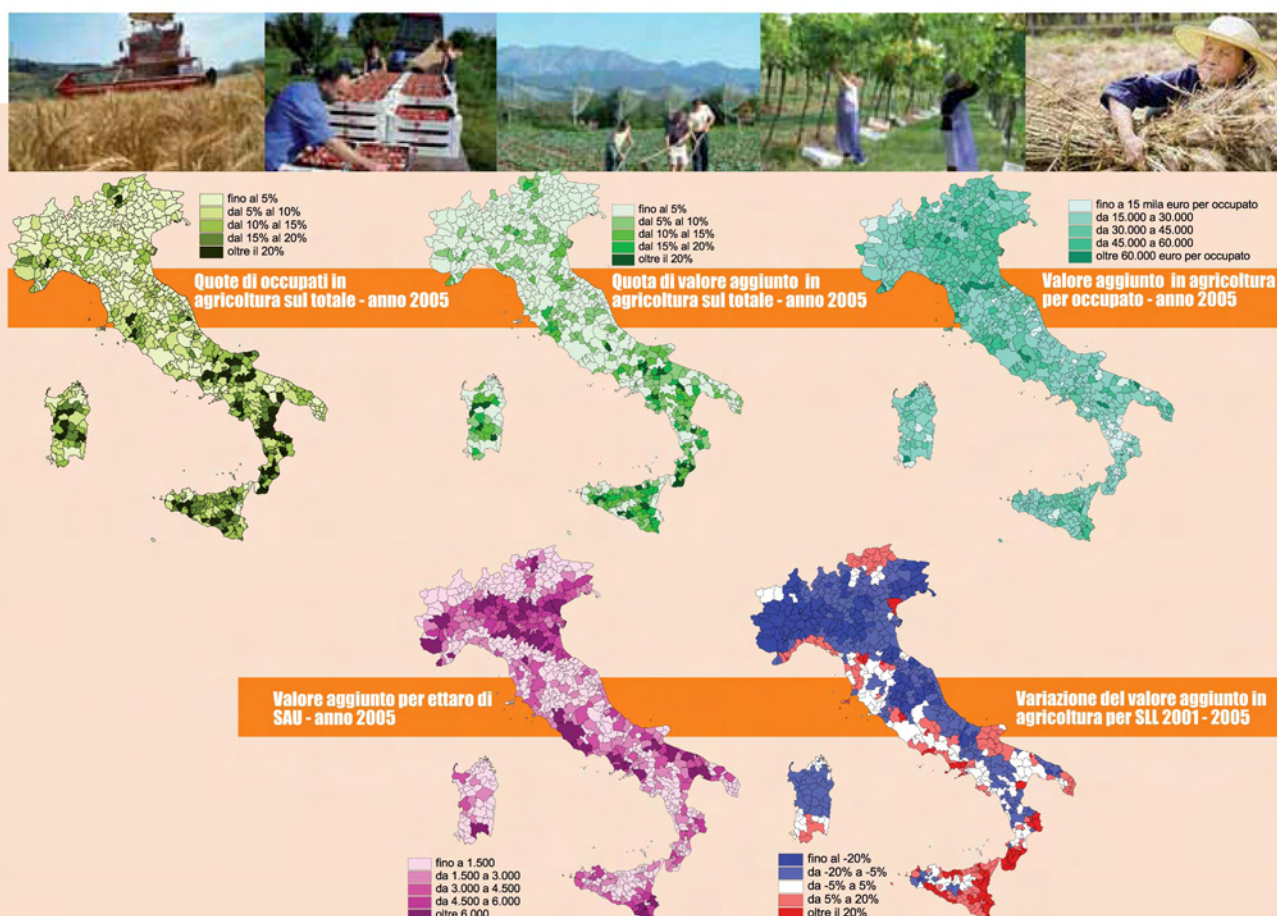 fino al 5%
dal 5% al 10%
dal 10% al 15%
dal 15% al 20%
oltre il 20%
Quote di occupati in
agricoltura sul totale - anno 2005
fino al 5%
dal 5% al 10%
dal 10% al 15%
dal 15% al 20%
oltre il 20%
Quota di valore aggiunto in
agricoltura sul totale - anno 2005
fino a 15 mila euro per occupato
da 15.000 a 30.000
da 30.000 a 45.000
da 45.000 a 60.000
oltre 60.000 euro per occupato
Valore aggiunto in agricoltura
per occupato - anno 2005
Valore aggiunto per ettaro di
SAU - anno 2005
fino a 1.500
da 1.500 a 3.000
da 3.000 a 4.500
da 4.500 a 6.000
oltre 6.000
Variazione del valore aggiunto in
agricoltura per SLL 2001 - 2005
fino al -20%
da -20% a -5%
da -5% a 5%
da 5% a 20%
oltre il 20%